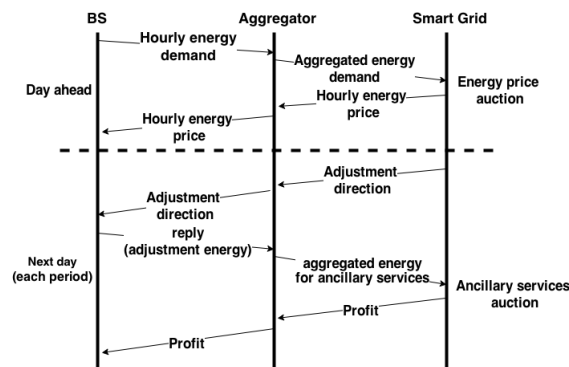 BS
Aggregator
Smart Grid
Hourly energy
demand
Aggregated energy
demand
Day ahead
Energy price
auction
Hourly energy
price
Hourly energy
price
Adjustment
direction
Adjustment
direction
reply
(adjustment energy)
Next day
(each period)
aggregated energy
for ancillary services
Ancillary services
auction
Profit
Profit